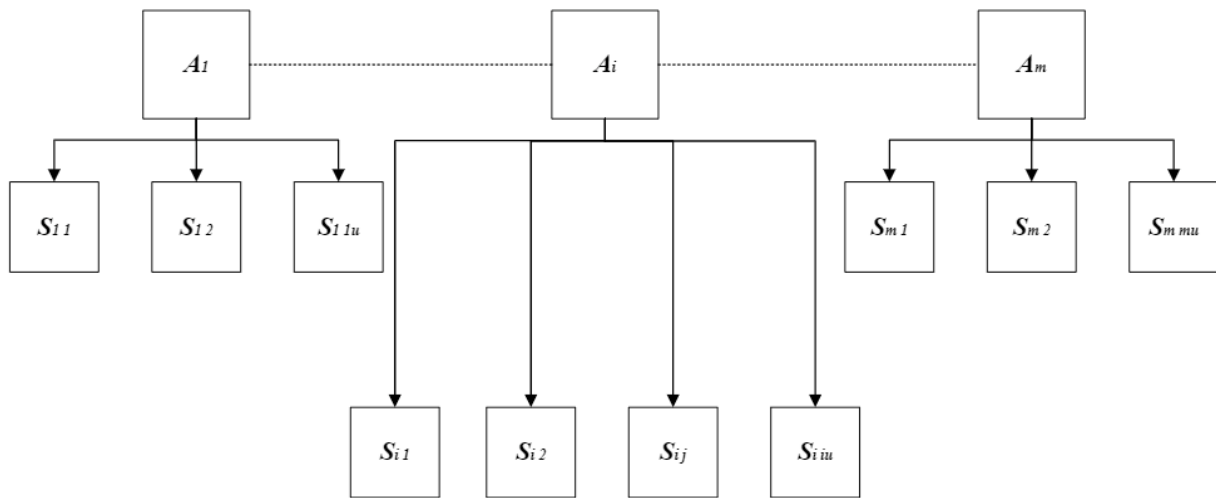 A1 Ai Am
S1 1 S1 2 S1 1u Sm 1 Sm 2 Sm mu
Si 1 Si 2 Si j Si iu